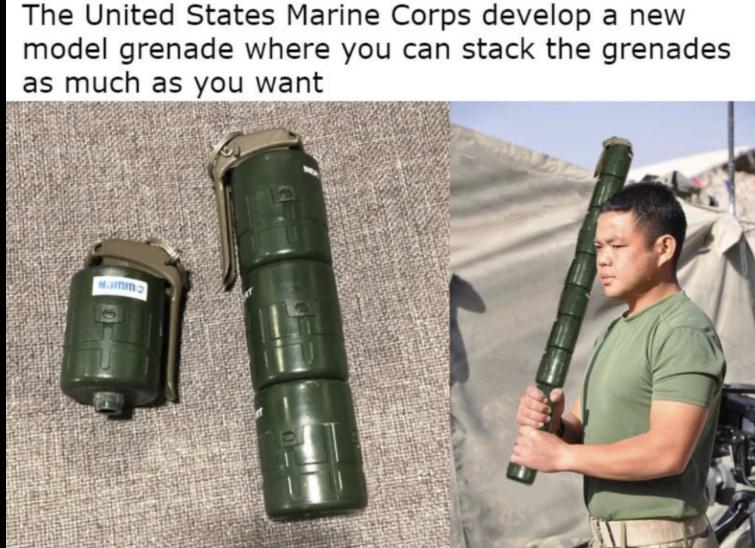 The United States Marine Corps develop a new
model grenade where you can stack the grenades
as much as you want
Nammo